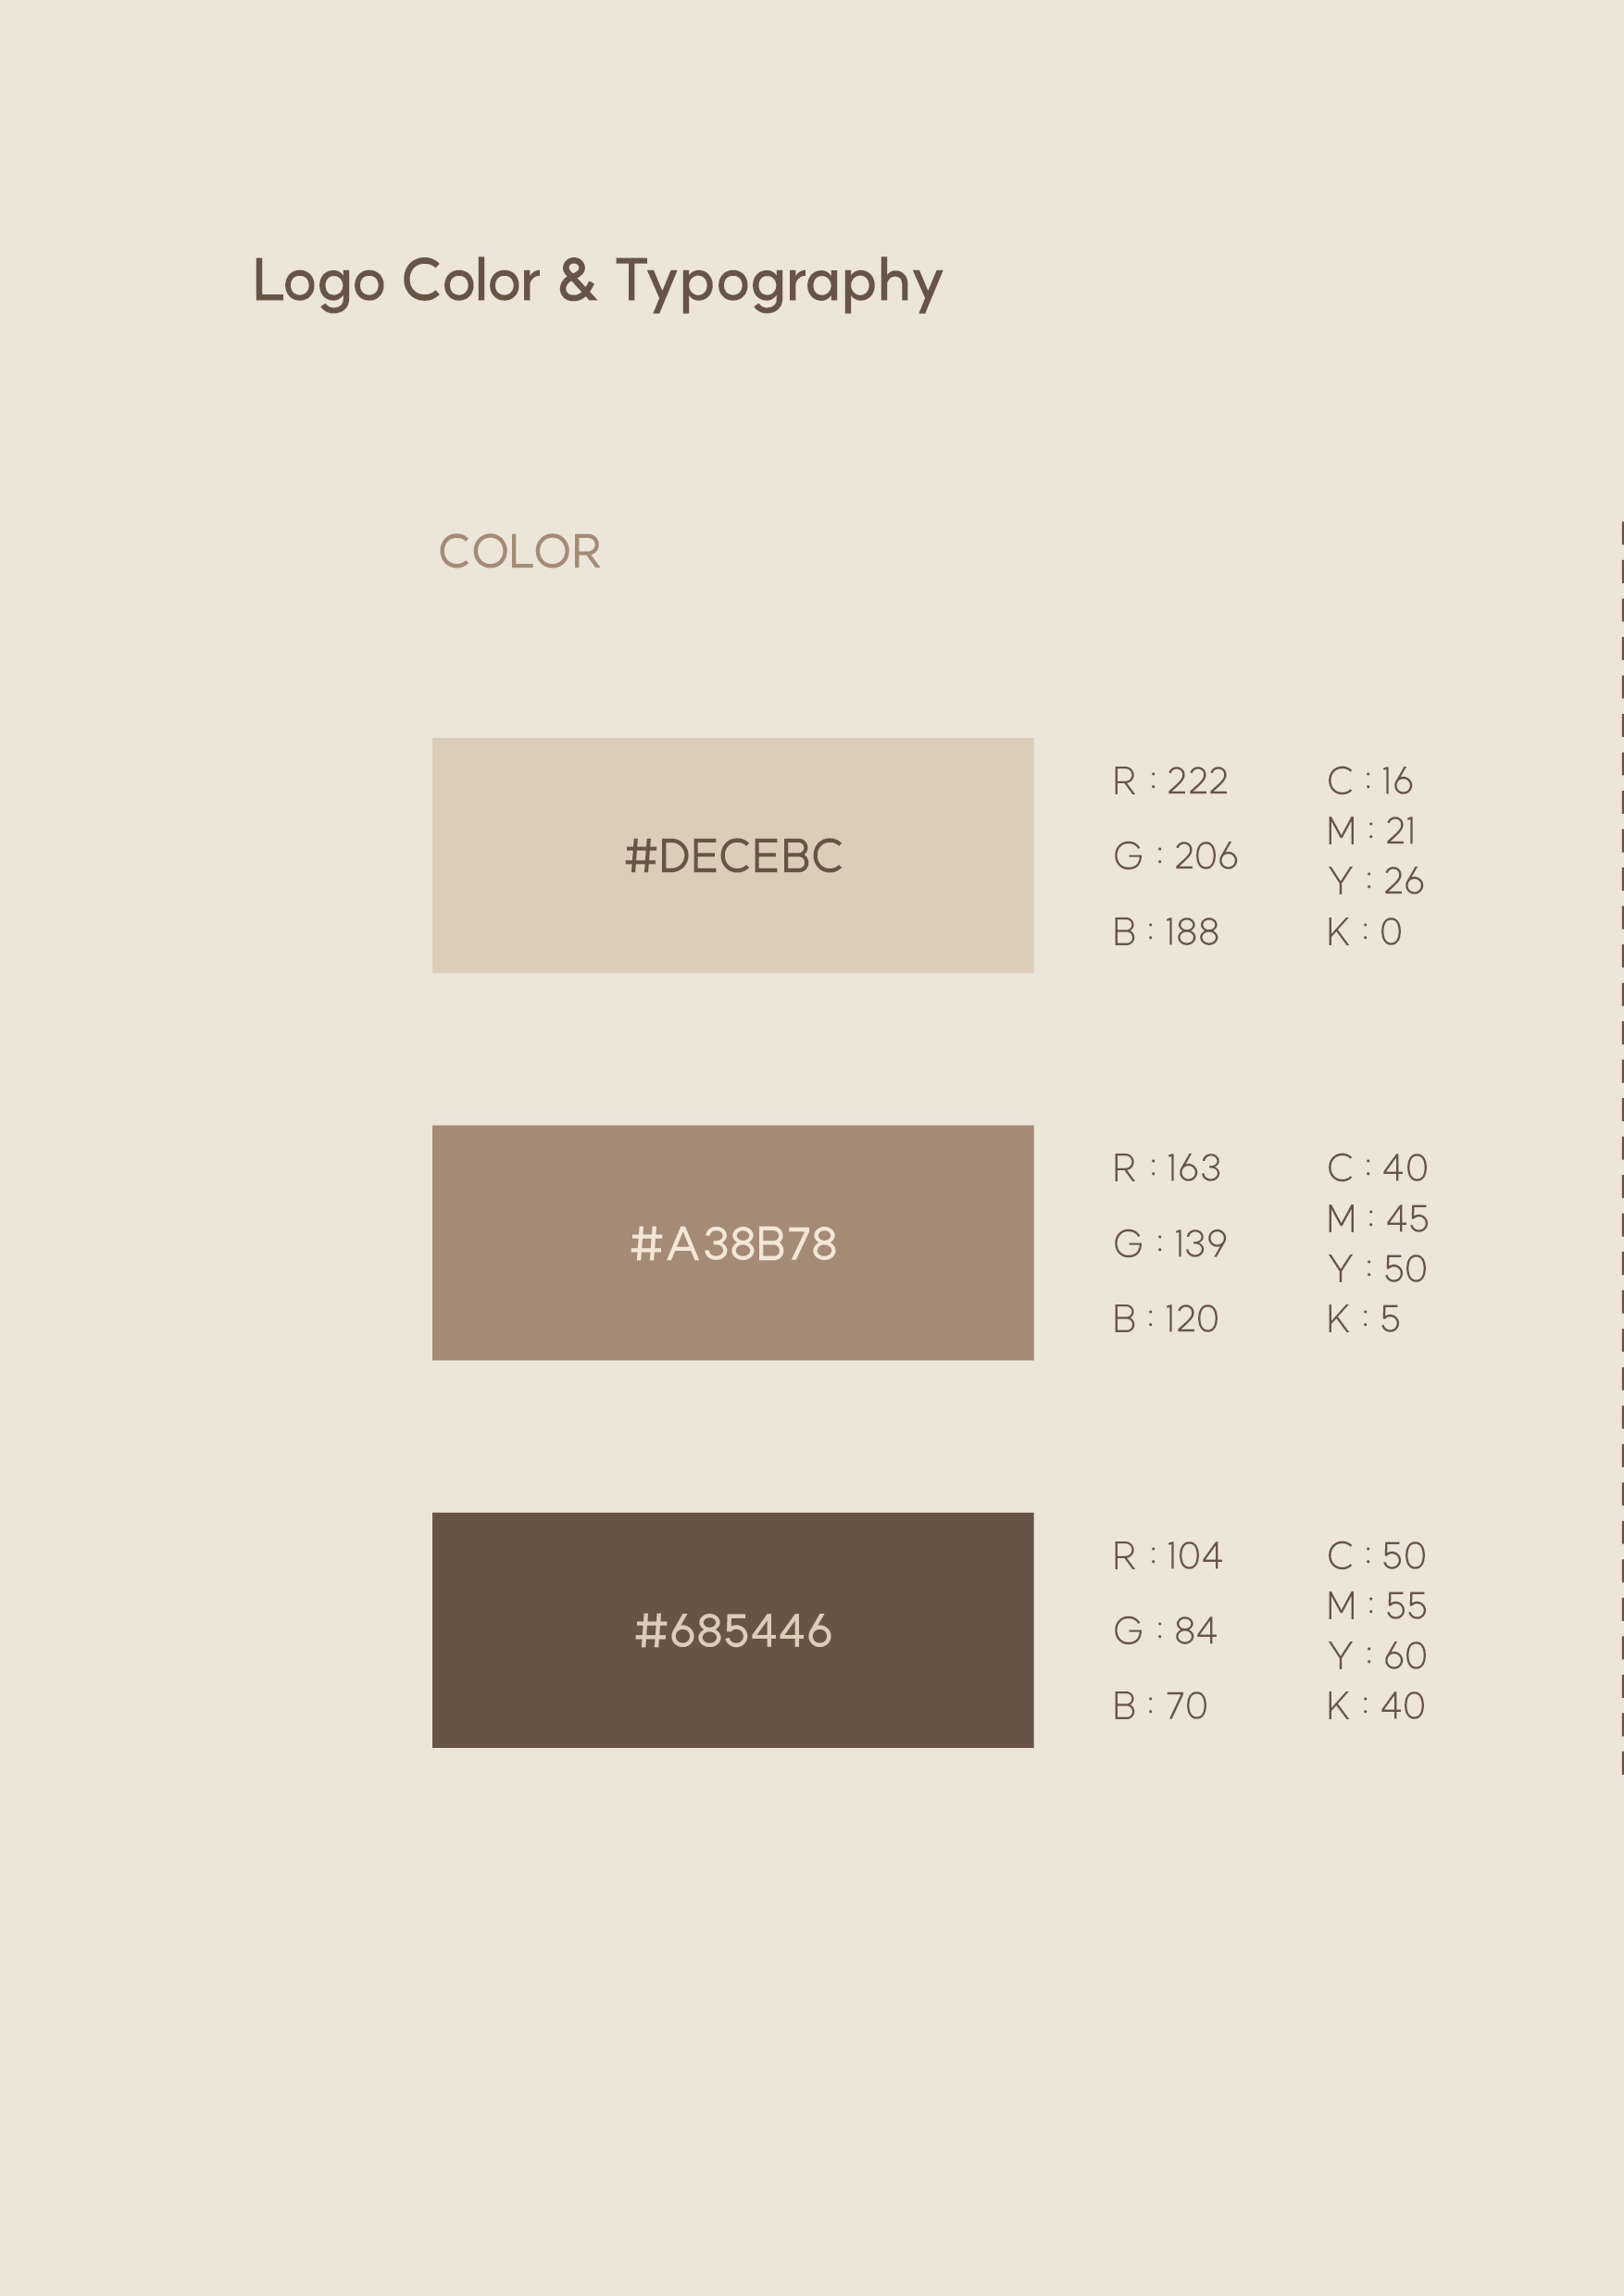 Logo Color & Typography
COLOR
#DECEBC
R : 222
G : 206
B : 188
C : 16
M : 21
Y : 26
K : 0
#A38B78
R : 163
G : 139
B : 120
C : 40
M : 45
Y : 50
K : 5
#685446
R : 104
G : 84
B : 70
C : 50
M : 55
Y : 60
K : 40